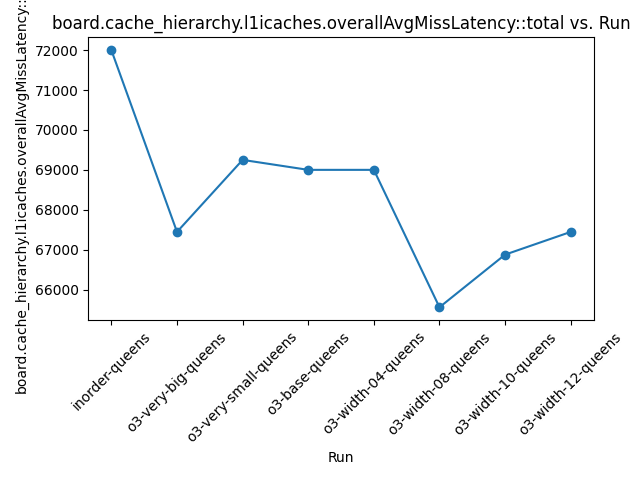 board.cache_hierarchy.l1icaches.overallAvgMissLatency::total vs. Run
board.cache_hierarchy.l1icaches.overallAvgMissLatency::
72000
71000
70000
69000
68000
67000
66000
inorder-queens
o3-very-big-queens
o3-very-small-queens
o3-base-queens
o3-width-04-queens
o3-width-08-queens
o3-width-10-queens
o3-width-12-queens
Run